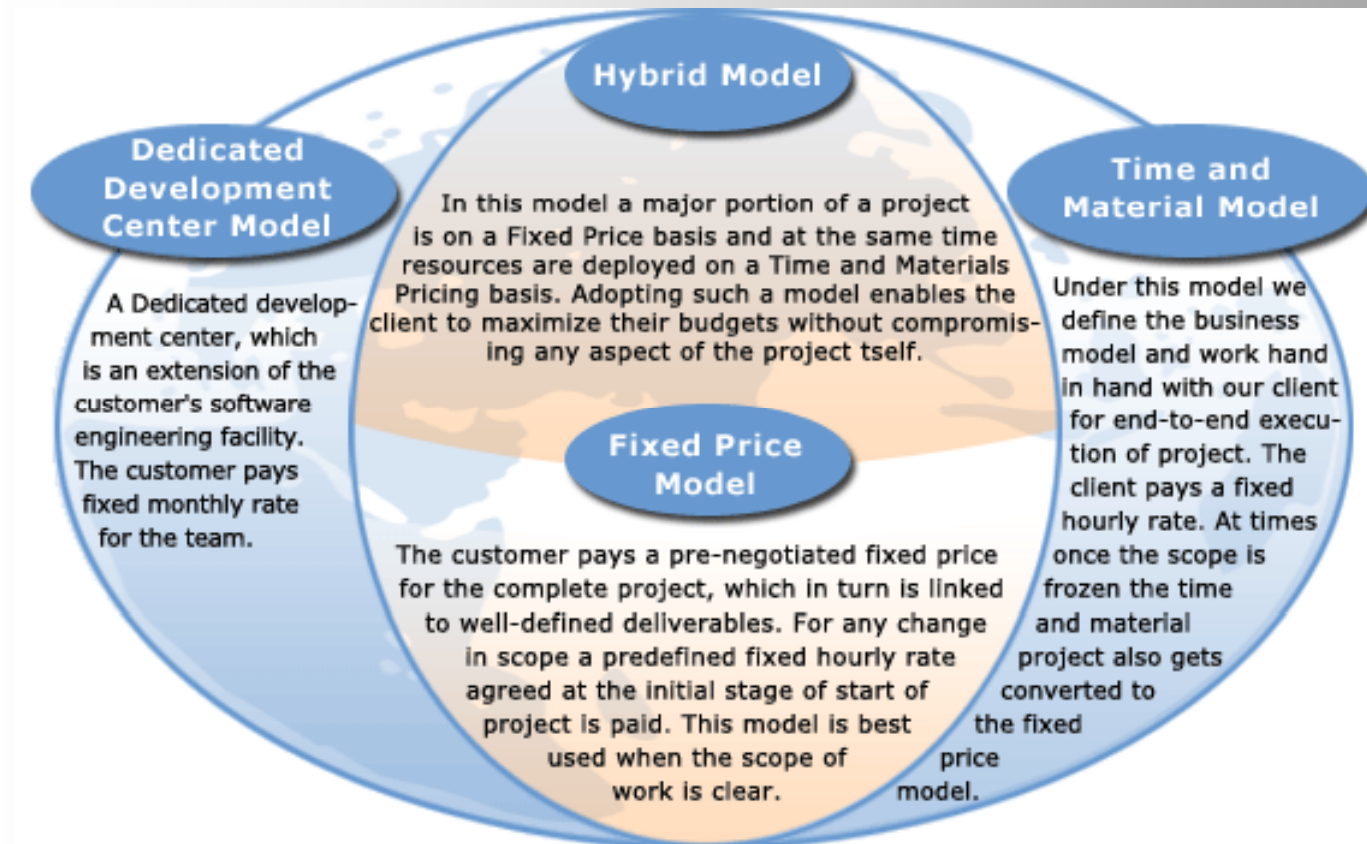 Hybrid Model
In this model a major portion of a project
is on a Fixed Price basis and at the same time
resources are deployed on a Time and Materials
Pricing basis. Adopting such a model enables the
client to maximize their budgets without compromis-
ing any aspect of the project tself.
Dedicated
Development
Center Model
A Dedicated develop-
ment center, which
is an extension of the
customer's software
engineering facility.
The customer pays
fixed monthly rate
for the team.
Fixed Price
Model
The customer pays a pre-negotiated fixed price
for the complete project, which in turn is linked
to well-defined deliverables. For any change
in scope a predefined fixed hourly rate
agreed at the initial stage of start of
project is paid. This model is best
used when the scope of
work is clear.
Time and
Material Model
Under this model we
define the business
model and work hand
in hand with our client
for end-to-end execu-
tion of project. The
client pays a fixed
hourly rate. At times
once the scope is
frozen the time
and material
project also gets
converted to
the fixed
price
model.